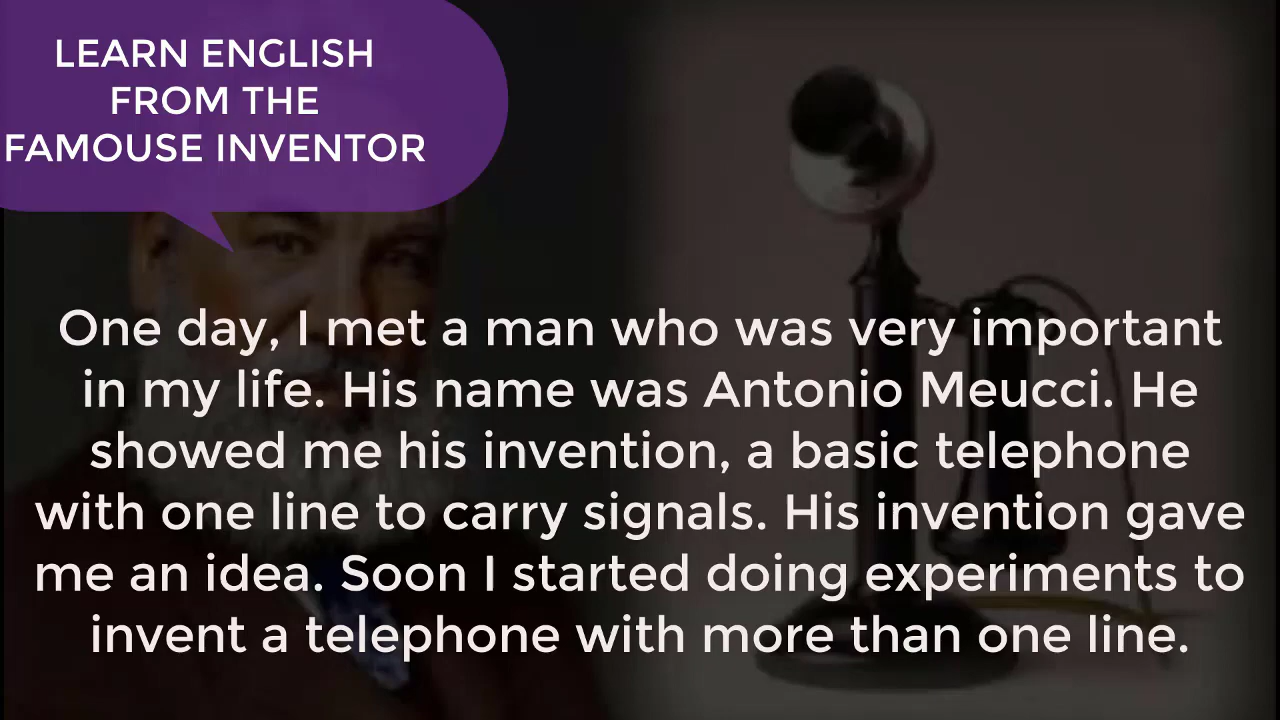 LEARN ENGLISH
FROM THE
FAMOUSE INVENTOR
One day, I met a man who was very important
in my life. His name was Antonio Meucci. He
showed me his invention, a basic telephone
with one line to carry signals. His invention gave
me an idea. Soon I started doing experiments to
invent a telephone with more than one line.